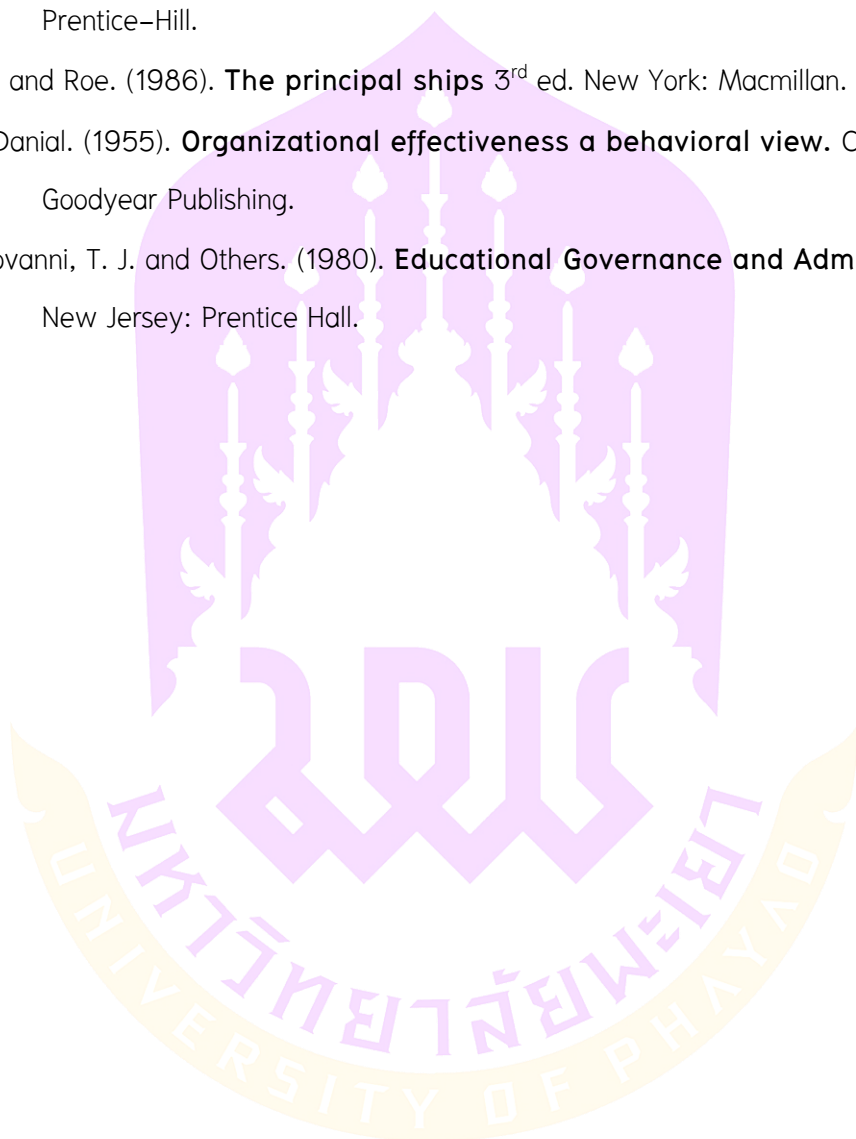 Prentice–Hill.
and Roe. (1986). The principal ships 3rd ed. New York: Macmillan.
Danial. (1955). Organizational effectiveness a behavioral view.
Goodyear Publishing.
T. J. and Others. (1980). Educational Governance and
New Jersey: Prentice Hall.
มหาวิทยาลัยพะเยา
UNIVERSITY OF PHAYAO